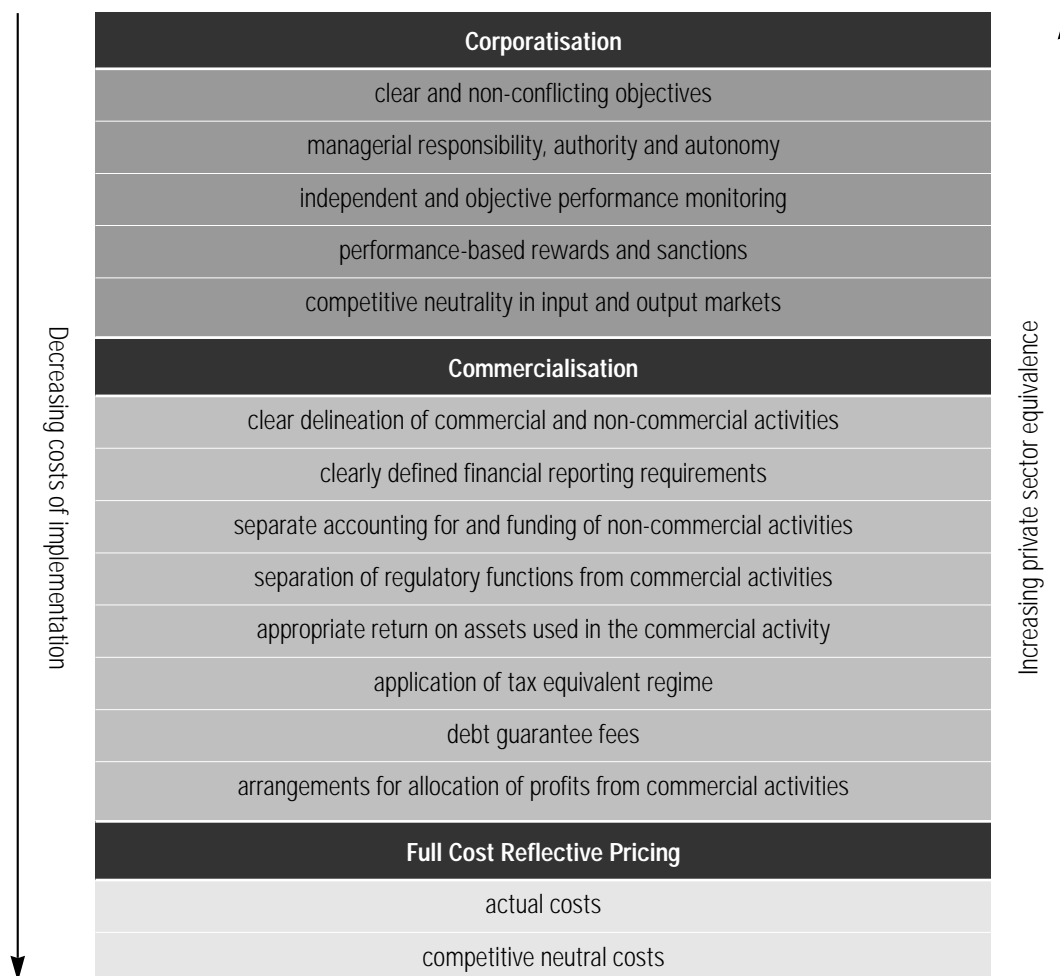 Corporatisation
clear and non-conflicting objectives
managerial responsibility, authority and autonomy
independent and objective performance monitoring
performance-based rewards and sanctions
competitive neutrality in input and output markets
Commercialisation
clear delineation of commercial and non-commercial activities
clearly defined financial reporting requirements
separate accounting for and funding of non-commercial activities
separation of regulatory functions from commercial activities
appropriate return on assets used in the commercial activity
application of tax equivalent regime
debt guarantee fees
arrangements for allocation of profits from commercial activities
Full Cost Reflective Pricing
actual costs
competitive neutral costs
Decreasing costs of implementation
Increasing private sector equivalence